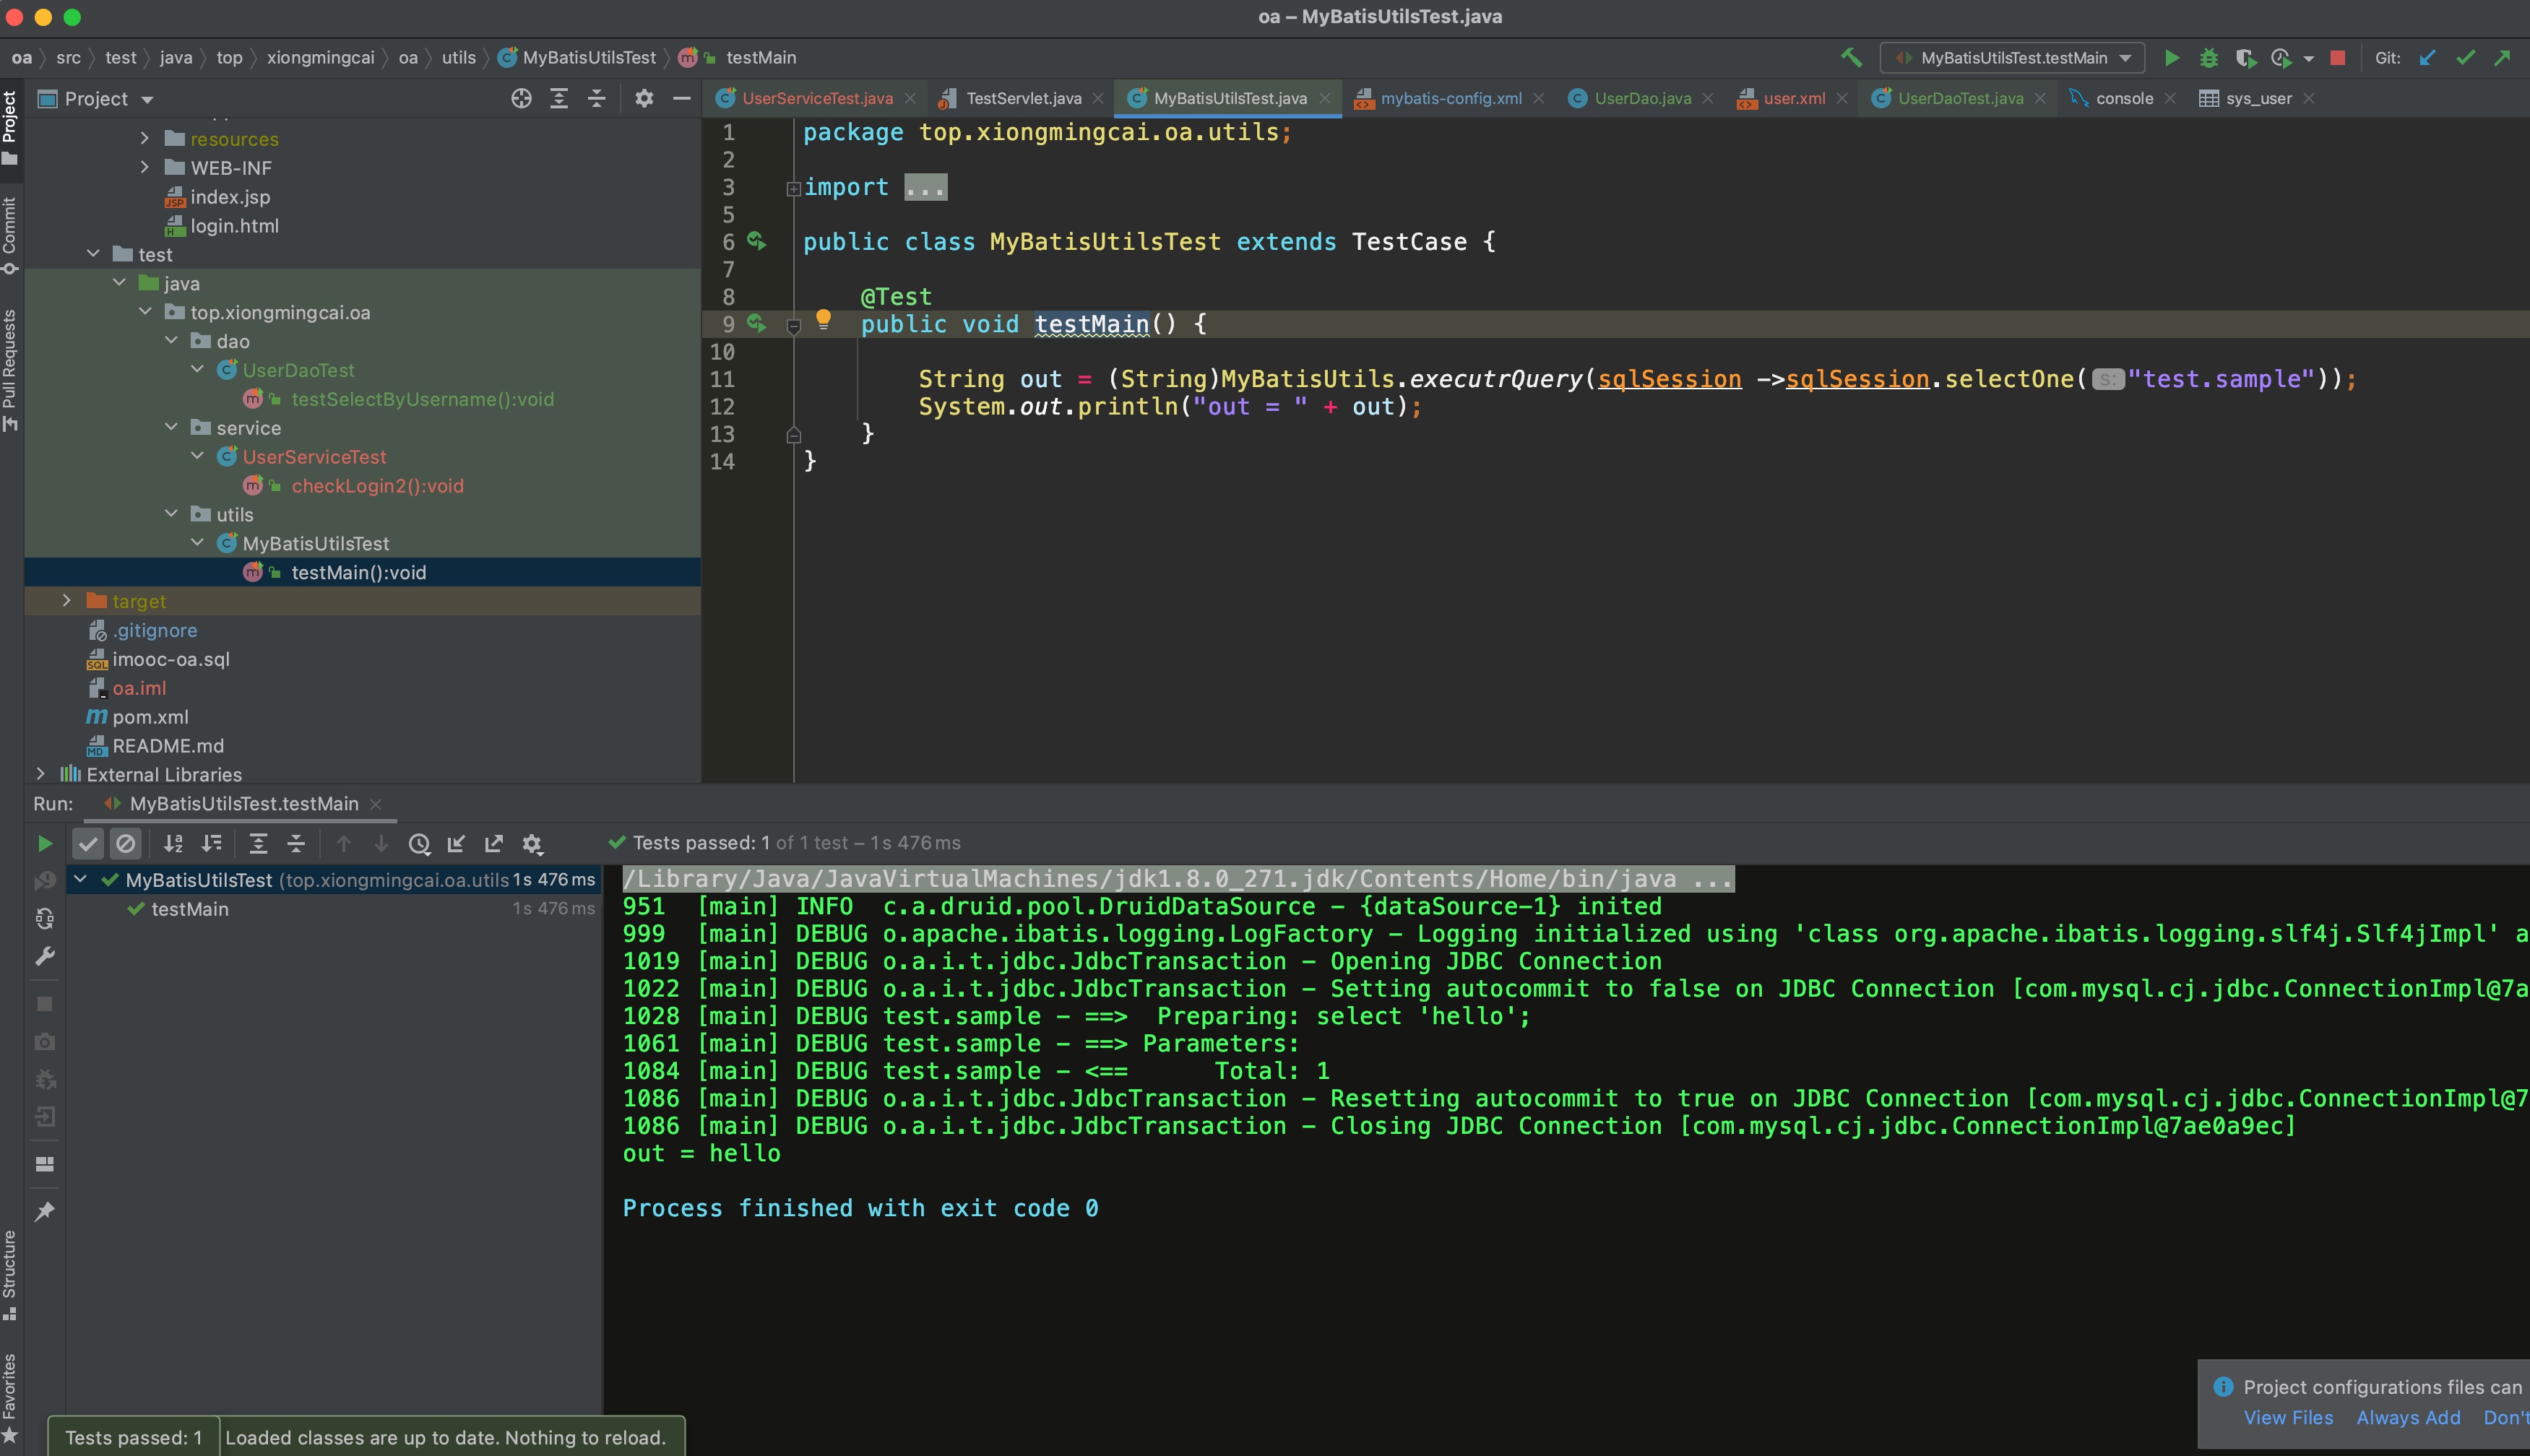 oa – MyBatisUtilsTest.java
oa src test java top xiongmingcai oa utils MyBatisUtilsTest testMain
MyBatisUtilsTest.testMain Git:
Project
UserServiceTest.java TestServlet.java MyBatisUtilsTest.java mybatis-config.xml UserDao.java user.xml UserDaoTest.java console sys_user
Project
Commit
Pull Requests
resources
WEB-INF
index.jsp
login.html
test
java
top.xiongmingcai.oa
dao
UserDaoTest
testSelectByUsername():void
service
UserServiceTest
checkLogin2():void
utils
MyBatisUtilsTest
testMain():void
target
.gitignore
imooc-oa.sql
oa.iml
pom.xml
README.md
External Libraries
1 package top.xiongmingcai.oa.utils;
2
3 import ...
5
6 public class MyBatisUtilsTest extends TestCase {
7
8 @Test
9 public void testMain() {
10
11 String out = (String)MyBatisUtils.executrQuery(sqlSession ->sqlSession.selectOne( s: "test.sample"));
12 System.out.println("out = " + out);
13 }
14 }
Run: MyBatisUtilsTest.testMain
Tests passed: 1 of 1 test – 1s 476ms
MyBatisUtilsTest (top.xiongmingcai.oa.utils 1s 476ms
testMain 1s 476ms
/Library/Java/JavaVirtualMachines/jdk1.8.0_271.jdk/Contents/Home/bin/java ...
951 [main] INFO c.a.druid.pool.DruidDataSource – {dataSource-1} inited
999 [main] DEBUG o.apache.ibatis.logging.LogFactory – Logging initialized using 'class org.apache.ibatis.logging.slf4j.Slf4jImpl' a
1019 [main] DEBUG o.a.i.t.jdbc.JdbcTransaction – Opening JDBC Connection
1022 [main] DEBUG o.a.i.t.jdbc.JdbcTransaction – Setting autocommit to false on JDBC Connection [com.mysql.cj.jdbc.ConnectionImpl@7a
1028 [main] DEBUG test.sample – ==> Preparing: select 'hello';
1061 [main] DEBUG test.sample – ==> Parameters:
1084 [main] DEBUG test.sample – <== Total: 1
1086 [main] DEBUG o.a.i.t.jdbc.JdbcTransaction – Resetting autocommit to true on JDBC Connection [com.mysql.cj.jdbc.ConnectionImpl@7
1086 [main] DEBUG o.a.i.t.jdbc.JdbcTransaction – Closing JDBC Connection [com.mysql.cj.jdbc.ConnectionImpl@7ae0a9ec]
out = hello
Process finished with exit code 0
Structure
Favorites
Project configurations files can
View Files Always Add Don't
Tests passed: 1
Loaded classes are up to date. Nothing to reload.